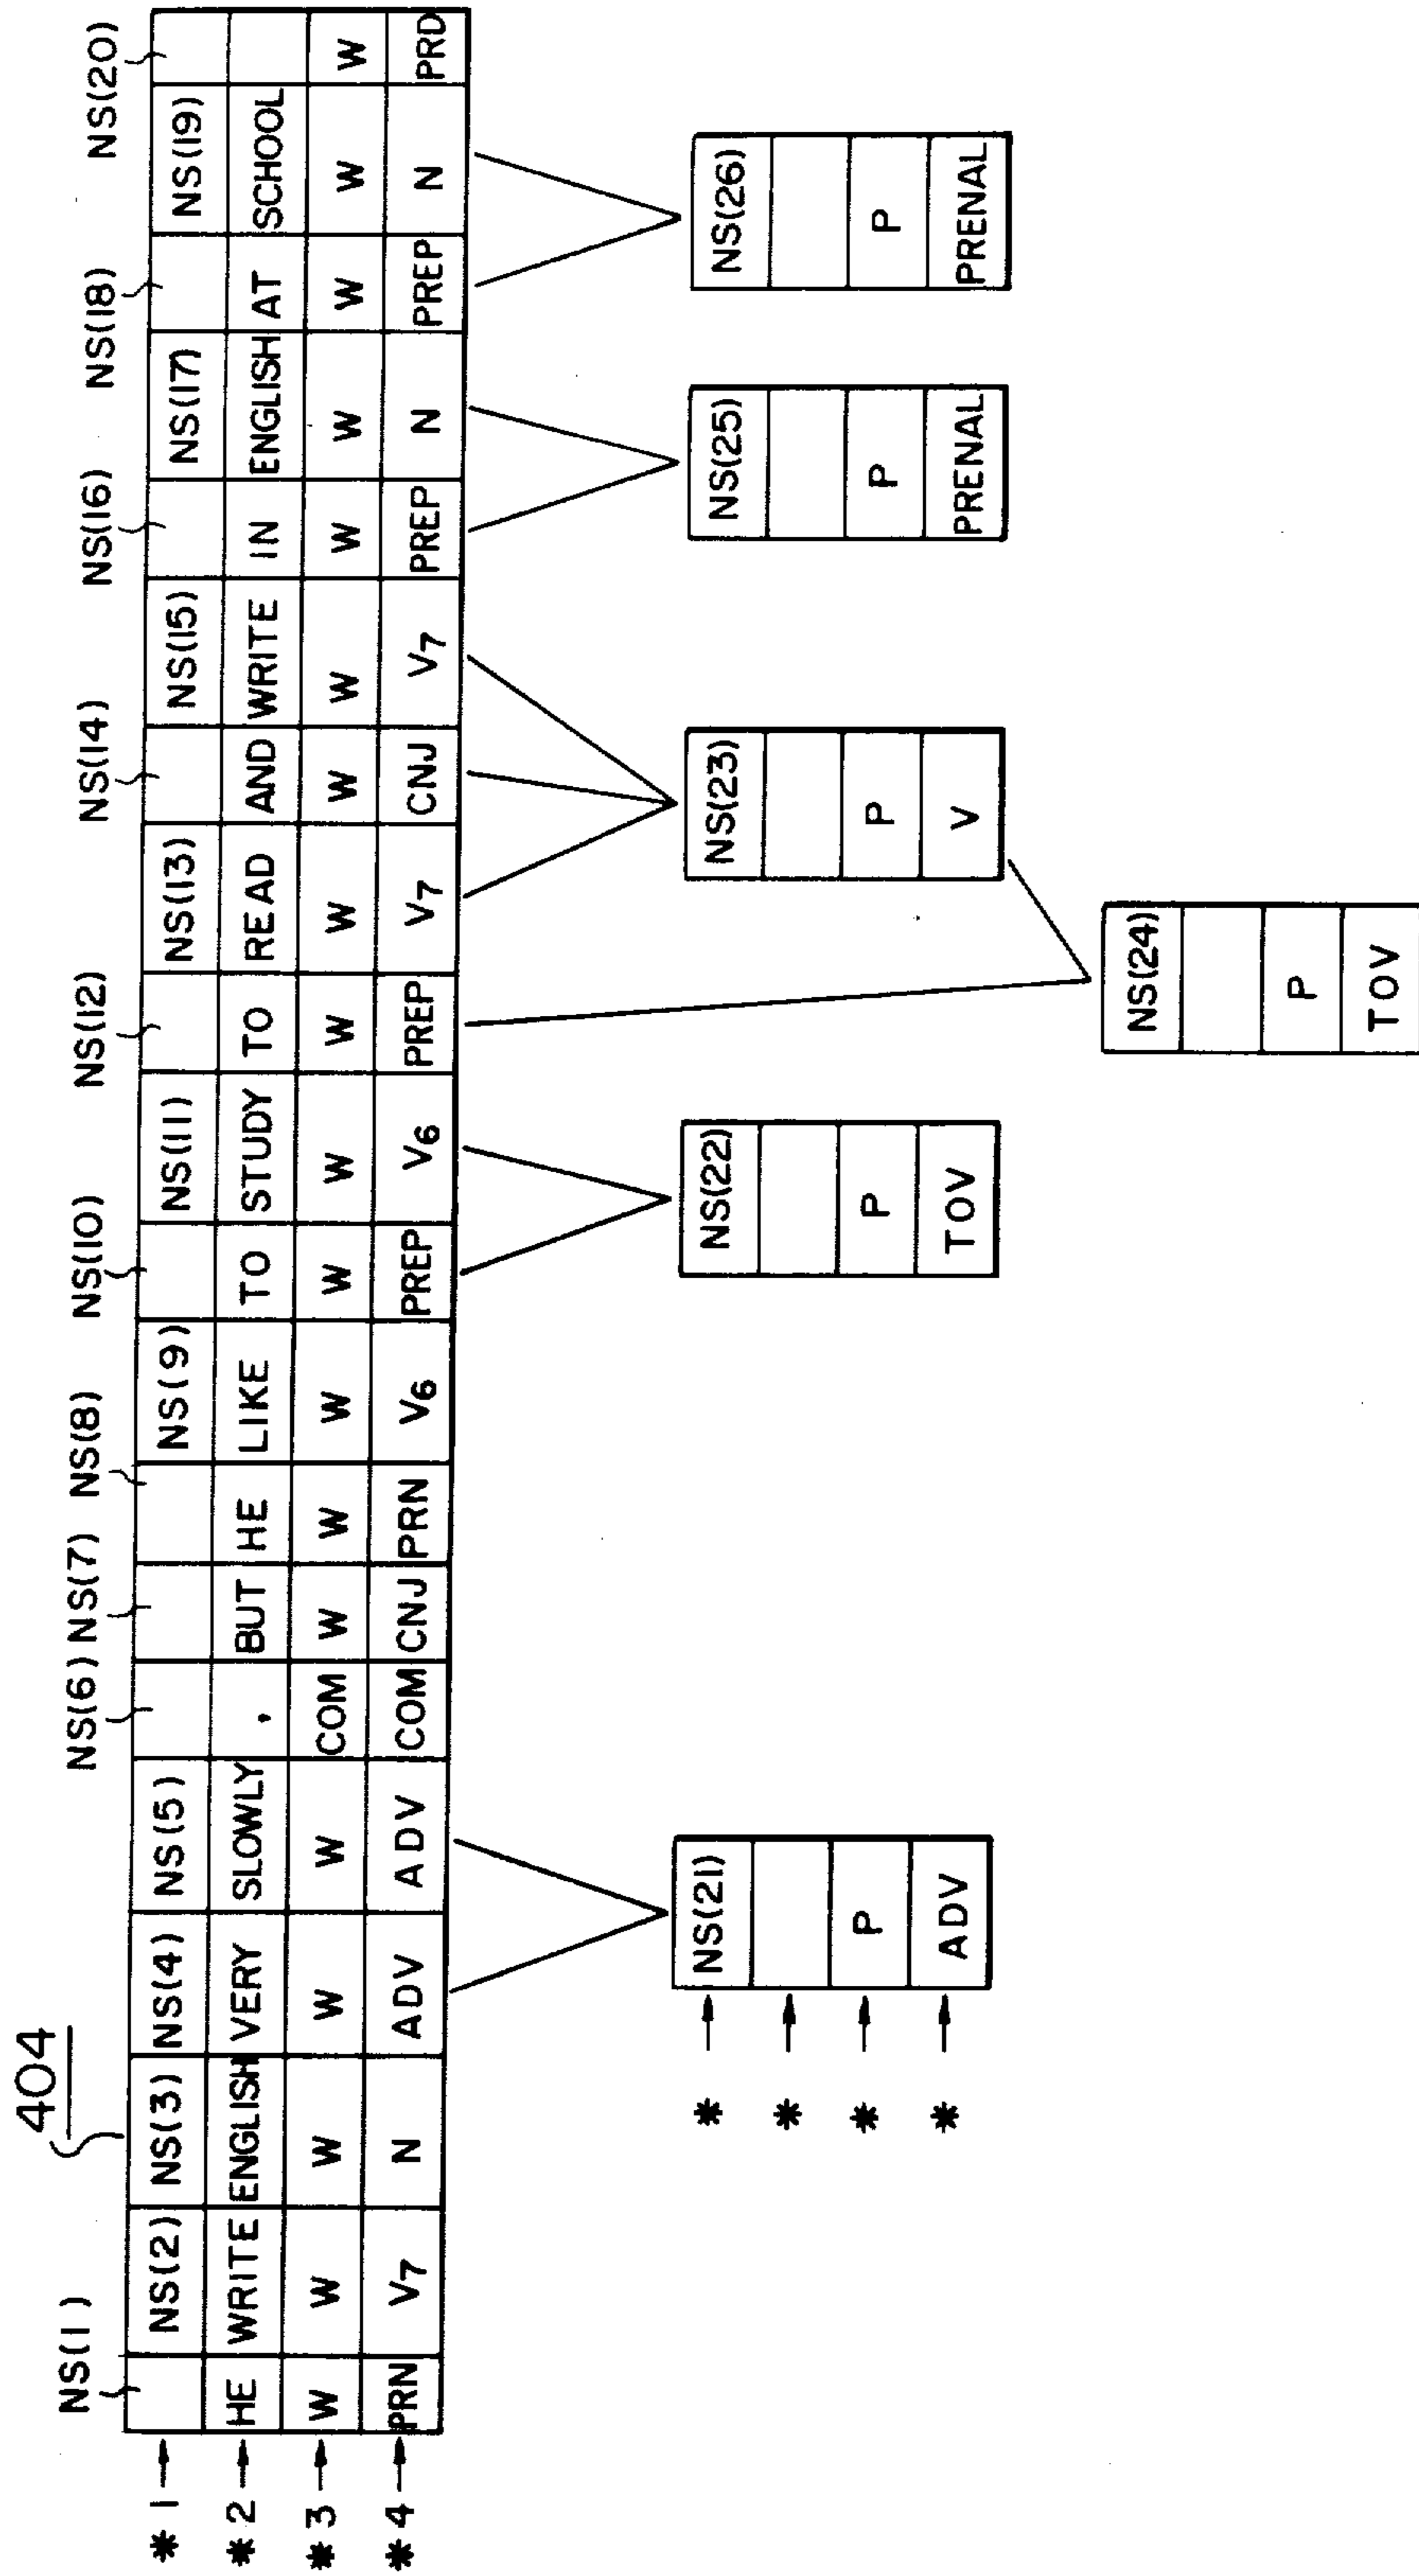 404
NS(1) NS(6) NS(7) NS(8) NS(10) NS(12) NS(14) NS(16) NS(18) NS(20)
*1 NS(2) NS(3) NS(4) NS(5) NS(9) NS(11) NS(13) NS(15) NS(17) NS(19)
*2 HE WRITE ENGLISH VERY SLOWLY , BUT HE LIKE TO STUDY TO READ AND WRITE IN ENGLISH AT SCHOOL
*3 W W W W W COM W W W W W W W W W W W W W W
*4 PRN V7 N ADV ADV COM CNJ PRN V6 PREP V6 PREP V7 CNJ V7 PREP N PREP N PRD
* NS(21) NS(22) NS(23) NS(25) NS(26)
*
* P P P P P
* ADV TOV V PRENAL PRENAL
NS(24)
P
TOV